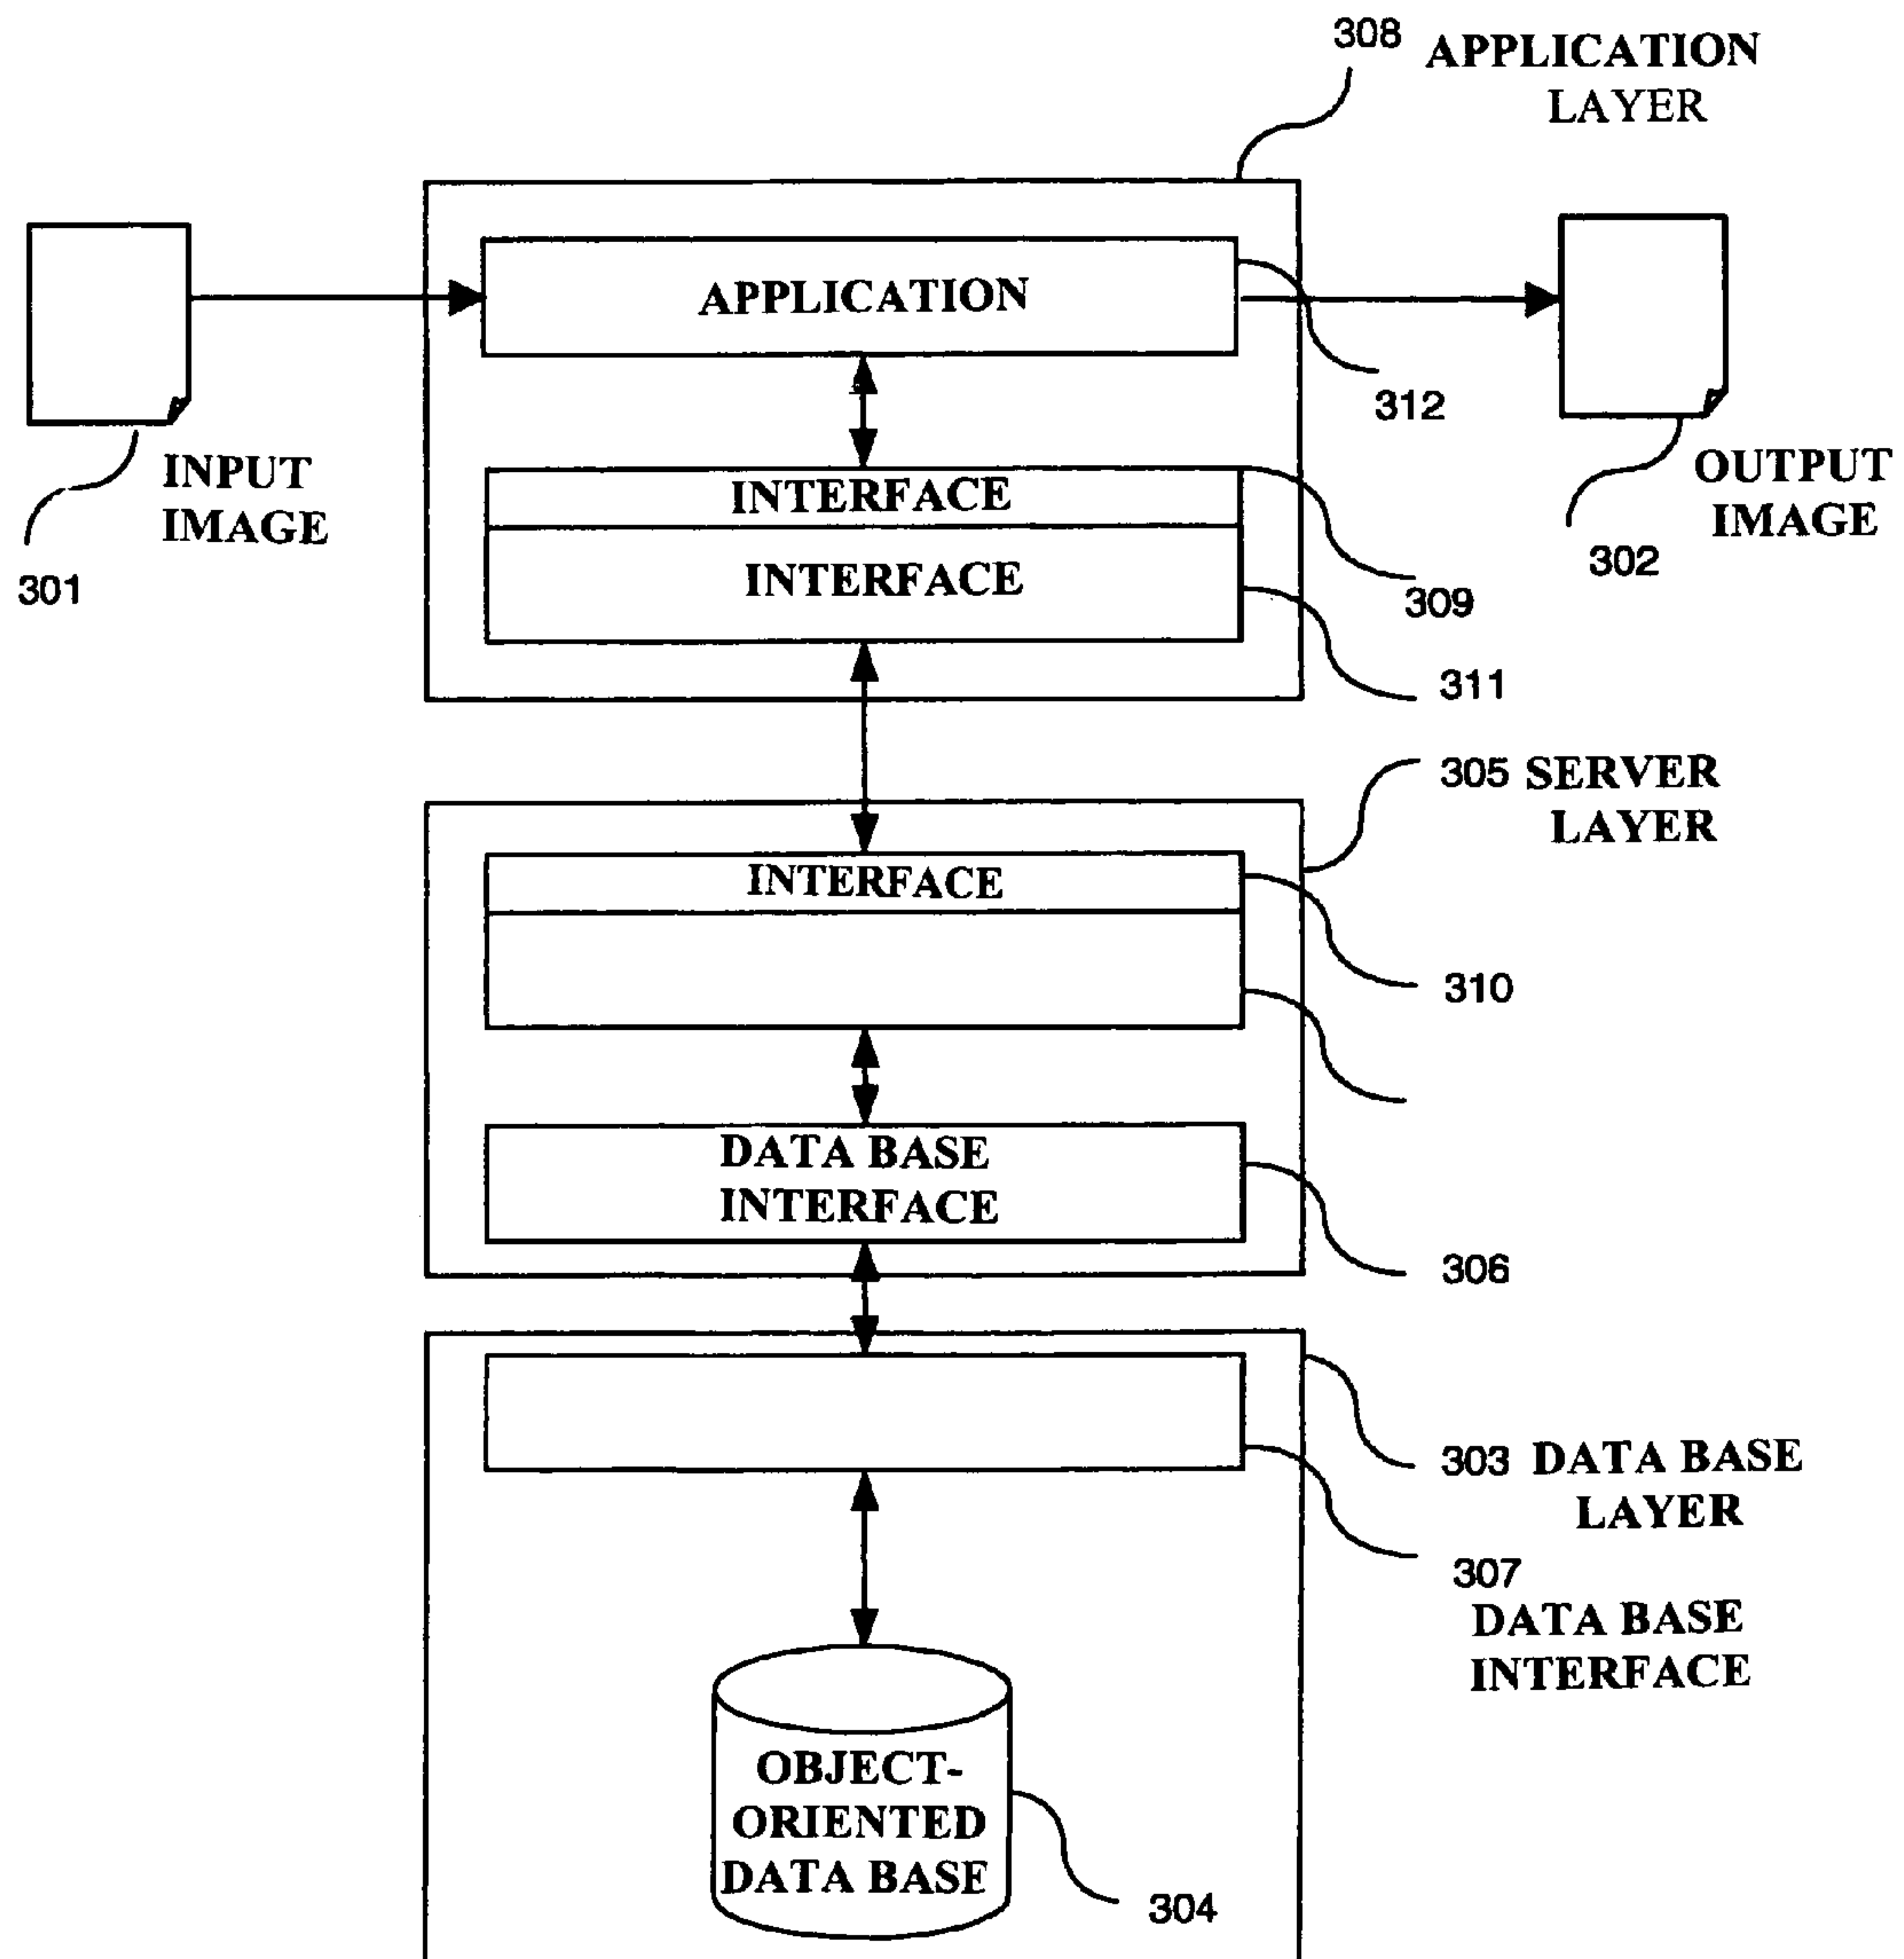 308 APPLICATION
LAYER
APPLICATION
312
INPUT
IMAGE
301
OUTPUT
IMAGE
302
INTERFACE
309
INTERFACE
311
305 SERVER
LAYER
INTERFACE
310
DATA BASE
INTERFACE
306
303 DATA BASE
LAYER
307
DATA BASE
INTERFACE
OBJECT-
ORIENTED
DATA BASE
304